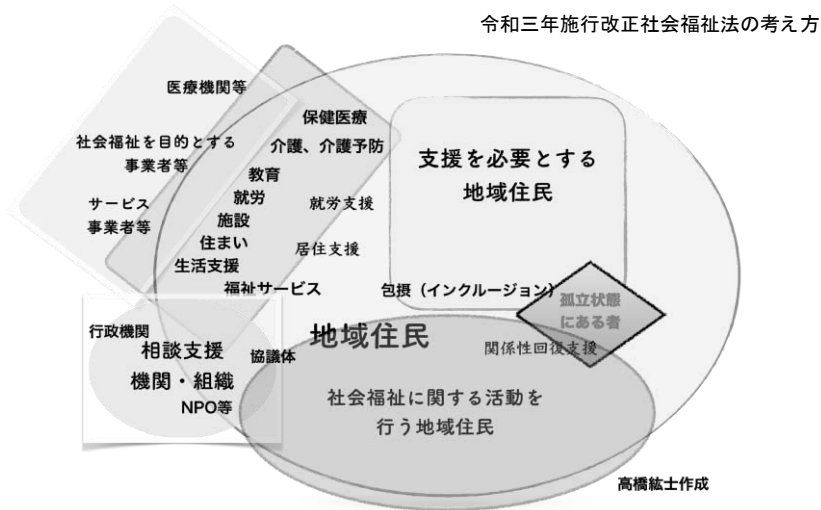 令和三年施行改正社会福祉法の考え方
医療機関等
社会福祉を目的とする
事業者等
サービス
事業者等
保健医療
介護、介護予防
教育
就労
施設
住まい
生活支援
福祉サービス
就労支援
居住支援
支援を必要とする
地域住民
包摂（インクルージョン）
孤立状態
にある者
関係性回復支援
地域住民
行政機関
相談支援
機関・組織
NPO等
協議体
社会福祉に関する活動を
行う地域住民
高橋紘士作成